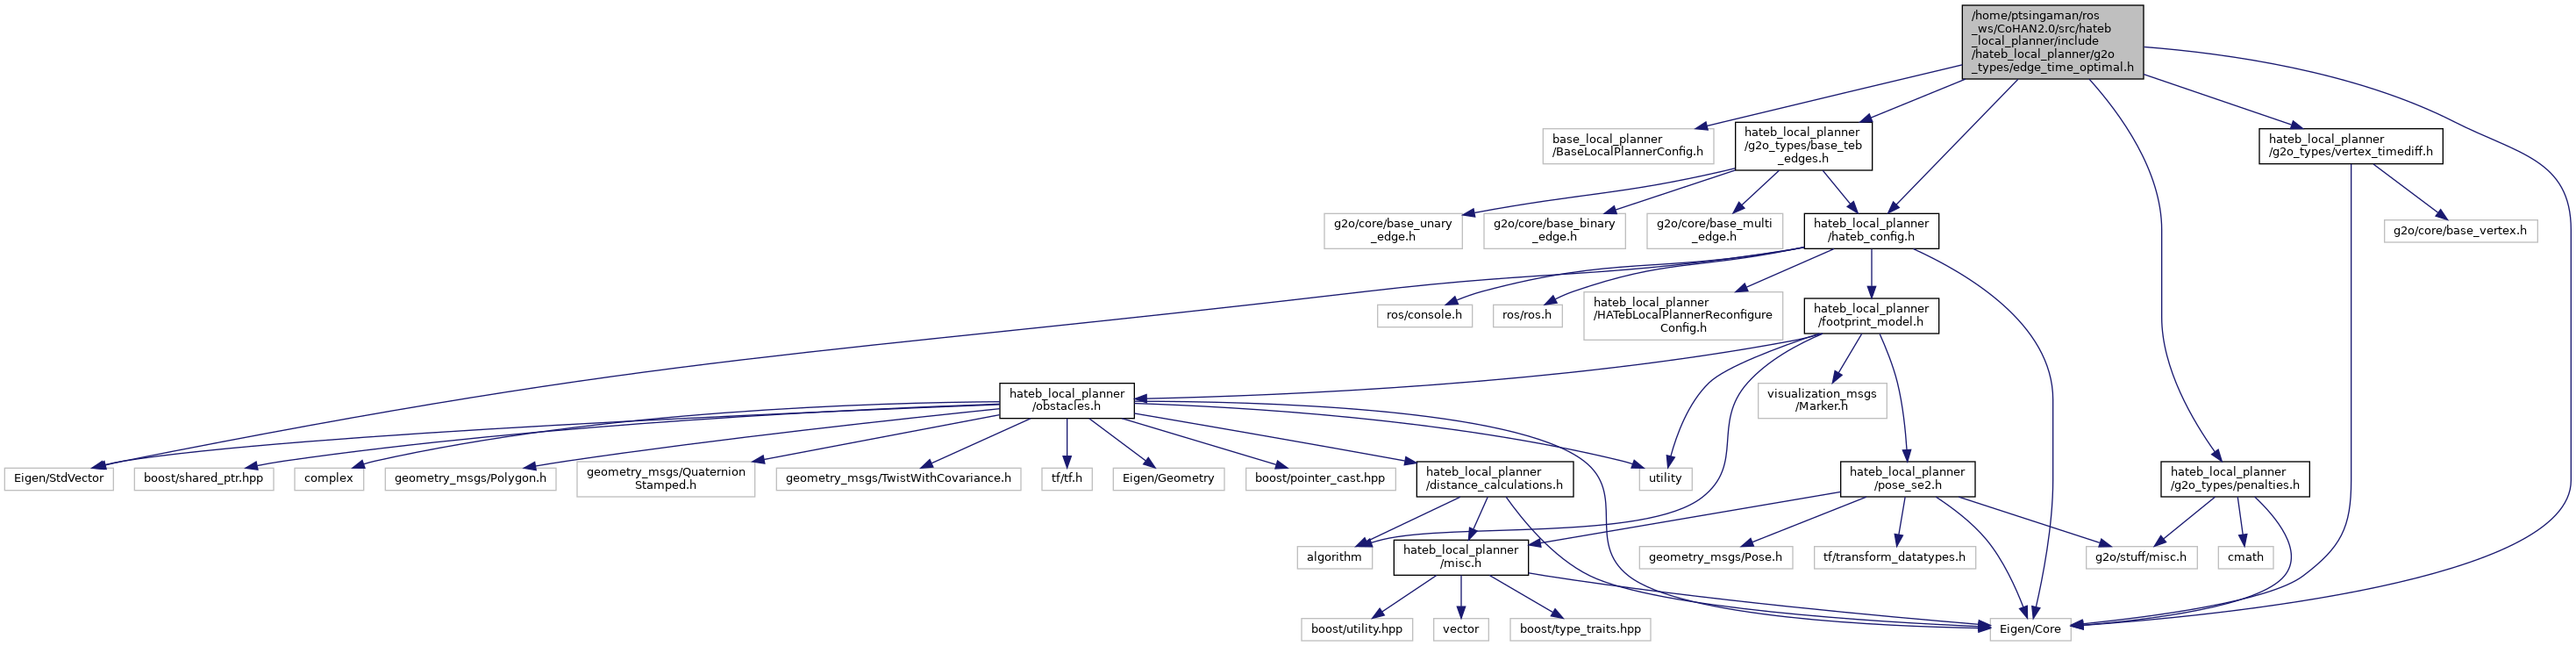 /home/ptsingaman/ros
_ws/CoHAN2.0/src/hateb
_local_planner/include
/hateb_local_planner/g2o
_types/edge_time_optimal.h
base_local_planner
/BaseLocalPlannerConfig.h
hateb_local_planner
/g2o_types/base_teb
_edges.h
hateb_local_planner
/g2o_types/vertex_timediff.h
g2o/core/base_unary
_edge.h
g2o/core/base_binary
_edge.h
g2o/core/base_multi
_edge.h
hateb_local_planner
/hateb_config.h
g2o/core/base_vertex.h
ros/console.h
ros/ros.h
hateb_local_planner
/HATebLocalPlannerReconfigure
Config.h
hateb_local_planner
/footprint_model.h
hateb_local_planner
/obstacles.h
visualization_msgs
/Marker.h
Eigen/StdVector
boost/shared_ptr.hpp
complex
geometry_msgs/Polygon.h
geometry_msgs/Quaternion
Stamped.h
geometry_msgs/TwistWithCovariance.h
tf/tf.h
Eigen/Geometry
boost/pointer_cast.hpp
hateb_local_planner
/distance_calculations.h
utility
hateb_local_planner
/pose_se2.h
hateb_local_planner
/g2o_types/penalties.h
algorithm
hateb_local_planner
/misc.h
geometry_msgs/Pose.h
tf/transform_datatypes.h
g2o/stuff/misc.h
cmath
boost/utility.hpp
vector
boost/type_traits.hpp
Eigen/Core